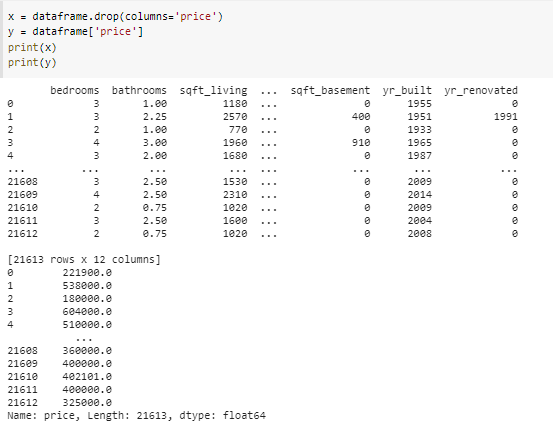 x = dataframe.drop(columns='price')
y = dataframe['price']
print(x)
print(y)
       bedrooms  bathrooms  sqft_living  ...  sqft_basement  yr_built  yr_renovated
0             3       1.00         1180  ...              0      1955             0
1             3       2.25         2570  ...            400      1951          1991
2             2       1.00          770  ...              0      1933             0
3             4       3.00         1960  ...            910      1965             0
4             3       2.00         1680  ...              0      1987             0
...         ...        ...          ...  ...            ...       ...           ...
21608         3       2.50         1530  ...              0      2009             0
21609         4       2.50         2310  ...              0      2014             0
21610         2       0.75         1020  ...              0      2009             0
21611         3       2.50         1600  ...              0      2004             0
21612         2       0.75         1020  ...              0      2008             0
[21613 rows x 12 columns]
0        221900.0
1        538000.0
2        180000.0
3        604000.0
4        510000.0
           ...
21608    360000.0
21609    400000.0
21610    402101.0
21611    400000.0
21612    325000.0
Name: price, Length: 21613, dtype: float64